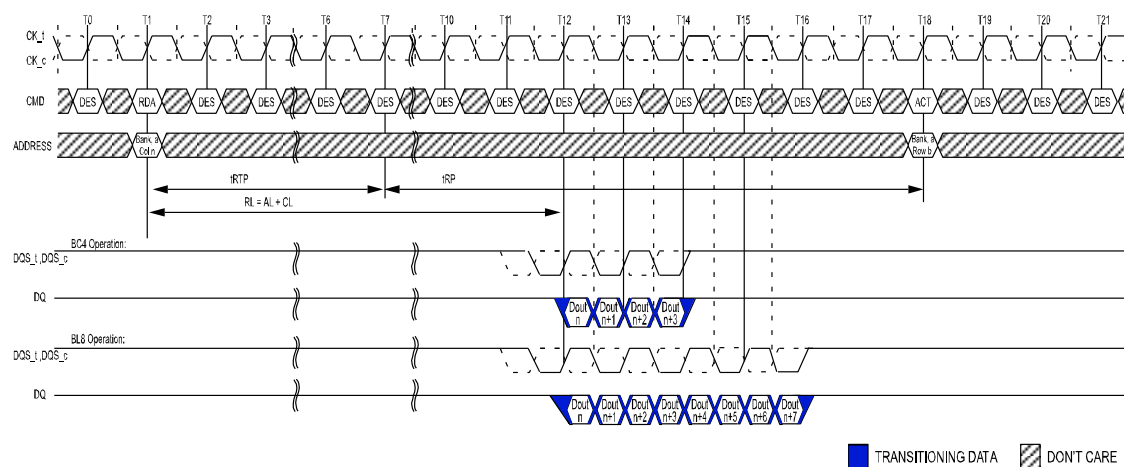 T0 T1 T2 T3 T6 T7 T10 T11 T12 T13 T14 T15 T16 T17 T18 T19 T20 T21
CK_t
CK_c
CMD DES RDA DES DES DES DES DES DES DES DES DES DES DES DES ACT DES DES DES
ADDRESS Bank, a Col n Bank, a Row b
tRTP tRP
RL = AL + CL
BC4 Operation:
DQS_t ,DQS_c
DQ Dout n Dout n+1 Dout n+2 Dout n+3
BL8 Operation:
DQS_t ,DQS_c
DQ Dout n Dout n+1 Dout n+2 Dout n+3 Dout n+4 Dout n+5 Dout n+6 Dout n+7
TRANSITIONING DATA DON'T CARE